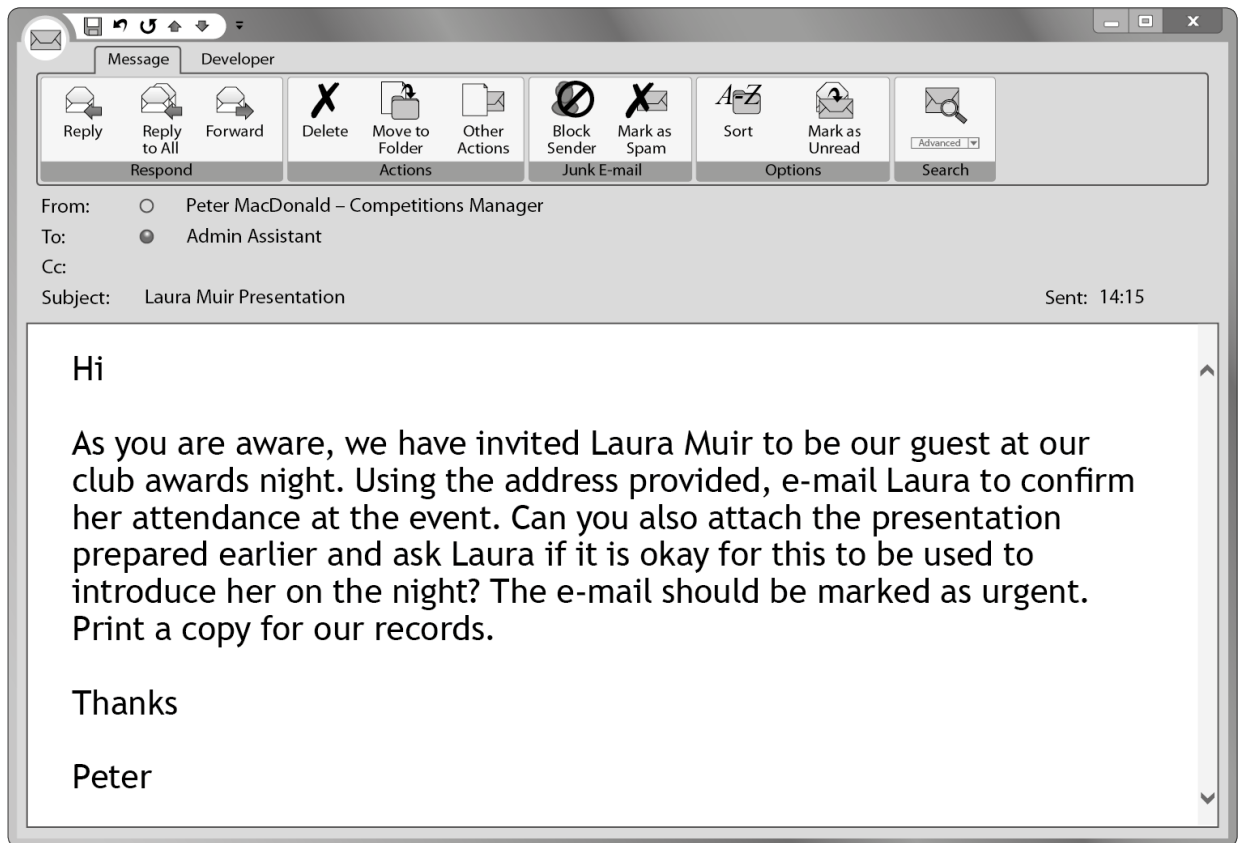 Message Developer
Reply Reply to All Forward Delete Move to Folder Other Actions Block Sender Mark as Spam A=Z Sort Mark as Unread Advanced
Respond Actions Junk E-mail Options Search
From: Peter MacDonald – Competitions Manager
To: Admin Assistant
Cc:
Subject: Laura Muir Presentation Sent: 14:15
Hi
As you are aware, we have invited Laura Muir to be our guest at our
club awards night. Using the address provided, e-mail Laura to confirm
her attendance at the event. Can you also attach the presentation
prepared earlier and ask Laura if it is okay for this to be used to
introduce her on the night? The e-mail should be marked as urgent.
Print a copy for our records.
Thanks
Peter